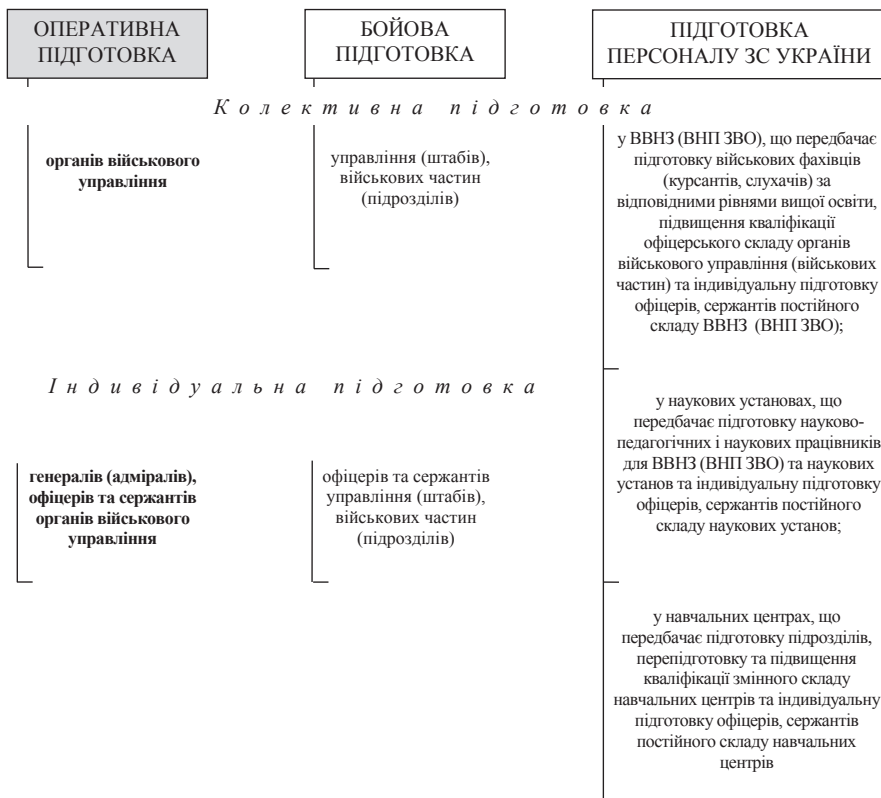 ОПЕРАТИВНА
ПІДГОТОВКА
БОЙОВА
ПІДГОТОВКА
ПІДГОТОВКА
ПЕРСОНАЛУ ЗС УКРАЇНИ
Колективна підготовка
органів військового
управління
управління (штабів),
військових частин
(підрозділів)
у ВВНЗ (ВНП ЗВО), що передбачає
підготовку військових фахівців
(курсантів, слухачів) за
відповідними рівнями вищої освіти,
підвищення кваліфікації
офіцерського складу органів
військового управління (військових
частин) та індивідуальну підготовку
офіцерів, сержантів постійного
складу ВВНЗ (ВНП ЗВО);
Індивідуальна підготовка
генералів (адміралів),
офіцерів та сержантів
органів військового
управління
офіцерів та сержантів
управління (штабів),
військових частин
(підрозділів)
у наукових установах, що
передбачає підготовку науково-
педагогічних і наукових працівників
для ВВНЗ (ВНП ЗВО) та наукових
установ та індивідуальну підготовку
офіцерів, сержантів постійного
складу наукових установ;
у навчальних центрах, що
передбачає підготовку підрозділів,
перепідготовку та підвищення
кваліфікації змінного складу
навчальних центрів та індивідуальну
підготовку офіцерів, сержантів
постійного складу навчальних
центрів